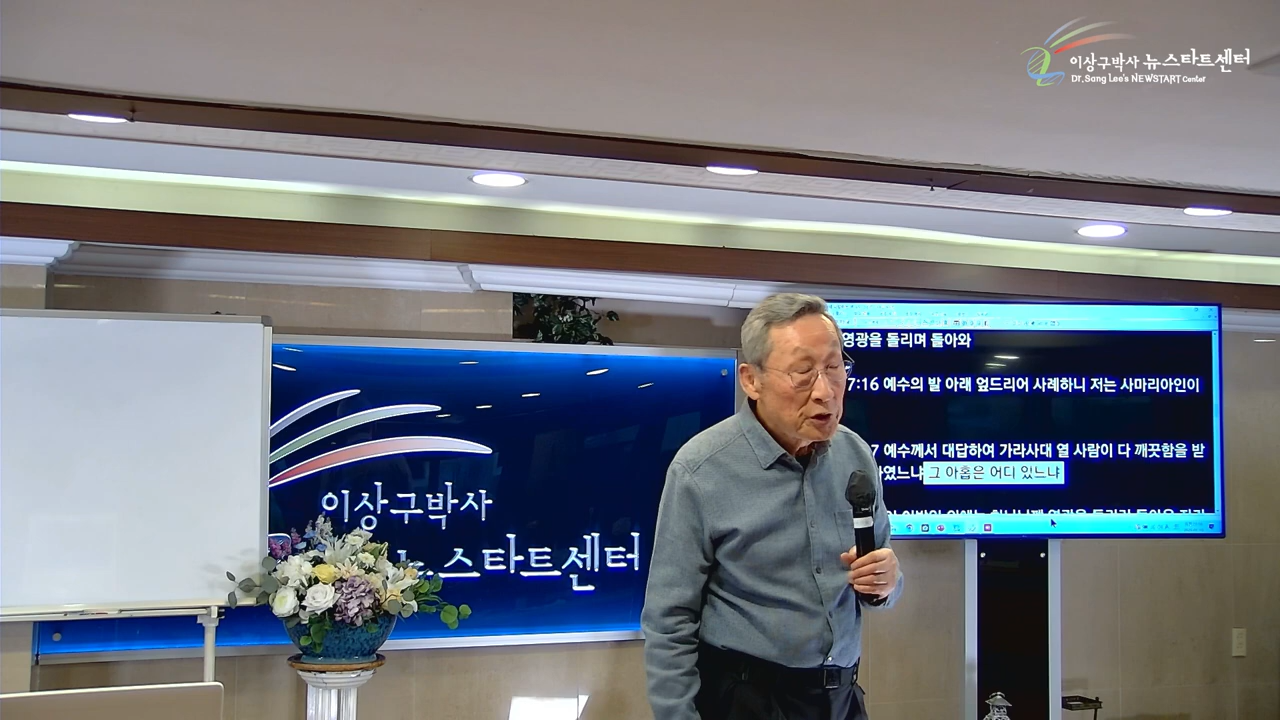 이상구박사 뉴스타트센터
Dr. Sang Lee's NEWSTART Center
영광을 돌리며 돌아와
7:16 예수의 발 아래 엎드리어 사례하니 저는 사마리아인이
7 예수께서 대답하여 가라사대 열 사람이 다 깨끗함을 받
하였느냐 그 아홉은 어디 있느냐
이상구박사
뉴스타트센터